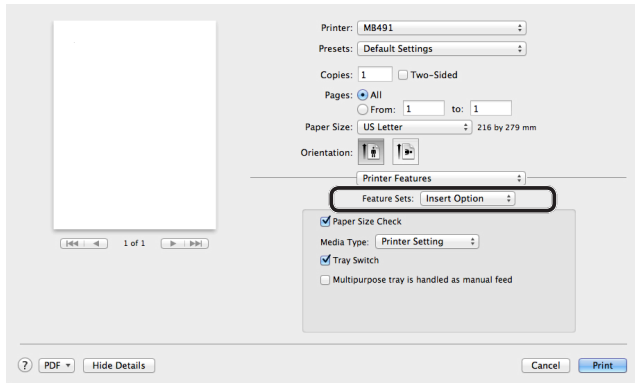 Printer: MB491
Presets: Default Settings
Copies: 1 Two-Sided
Pages: All
From: 1 to: 1
Paper Size: US Letter 216 by 279 mm
Orientation:
Printer Features
Feature Sets: Insert Option
Paper Size Check
1 of 1
Media Type: Printer Setting
Tray Switch
Multipurpose tray is handled as manual feed
? PDF Hide Details Cancel Print